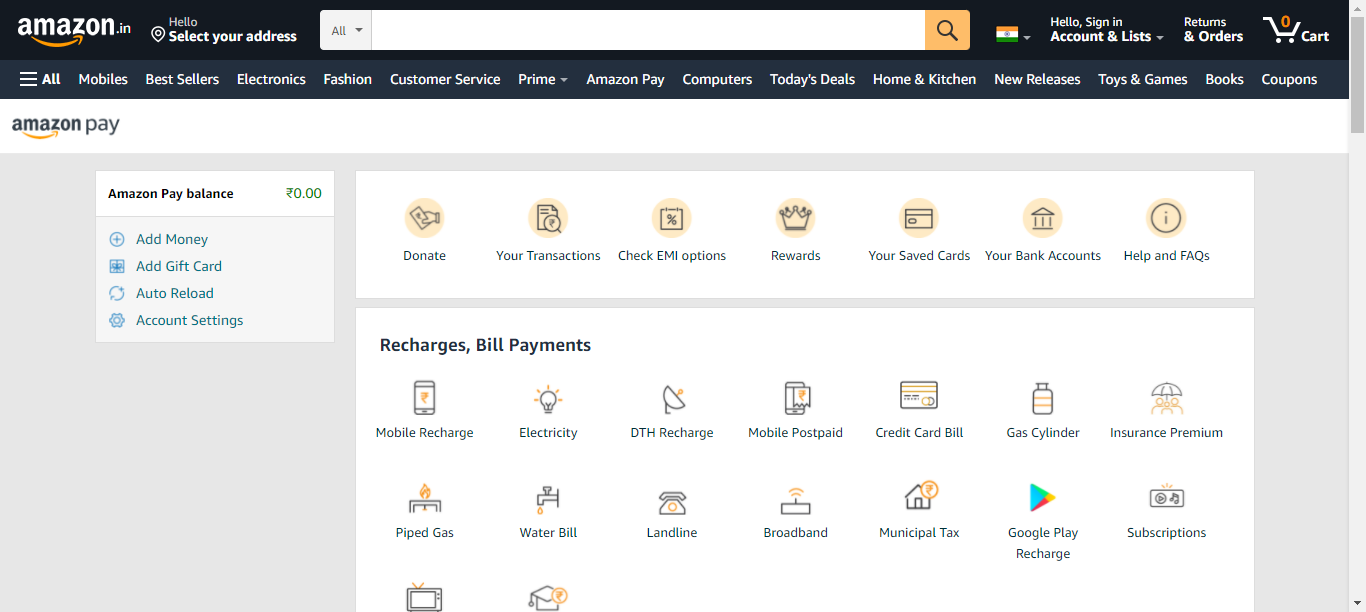 amazon.in
Hello
Select your address
All
Hello, Sign in
Account & Lists
Returns
& Orders
0
Cart
All Mobiles Best Sellers Electronics Fashion Customer Service Prime Amazon Pay Computers Today's Deals Home & Kitchen New Releases Toys & Games Books Coupons
amazon pay
Amazon Pay balance ₹0.00
Add Money
Add Gift Card
Auto Reload
Account Settings
Donate Your Transactions Check EMI options Rewards Your Saved Cards Your Bank Accounts Help and FAQs
Recharges, Bill Payments
Mobile Recharge Electricity DTH Recharge Mobile Postpaid Credit Card Bill Gas Cylinder Insurance Premium
Piped Gas Water Bill Landline Broadband Municipal Tax Google Play Recharge Subscriptions